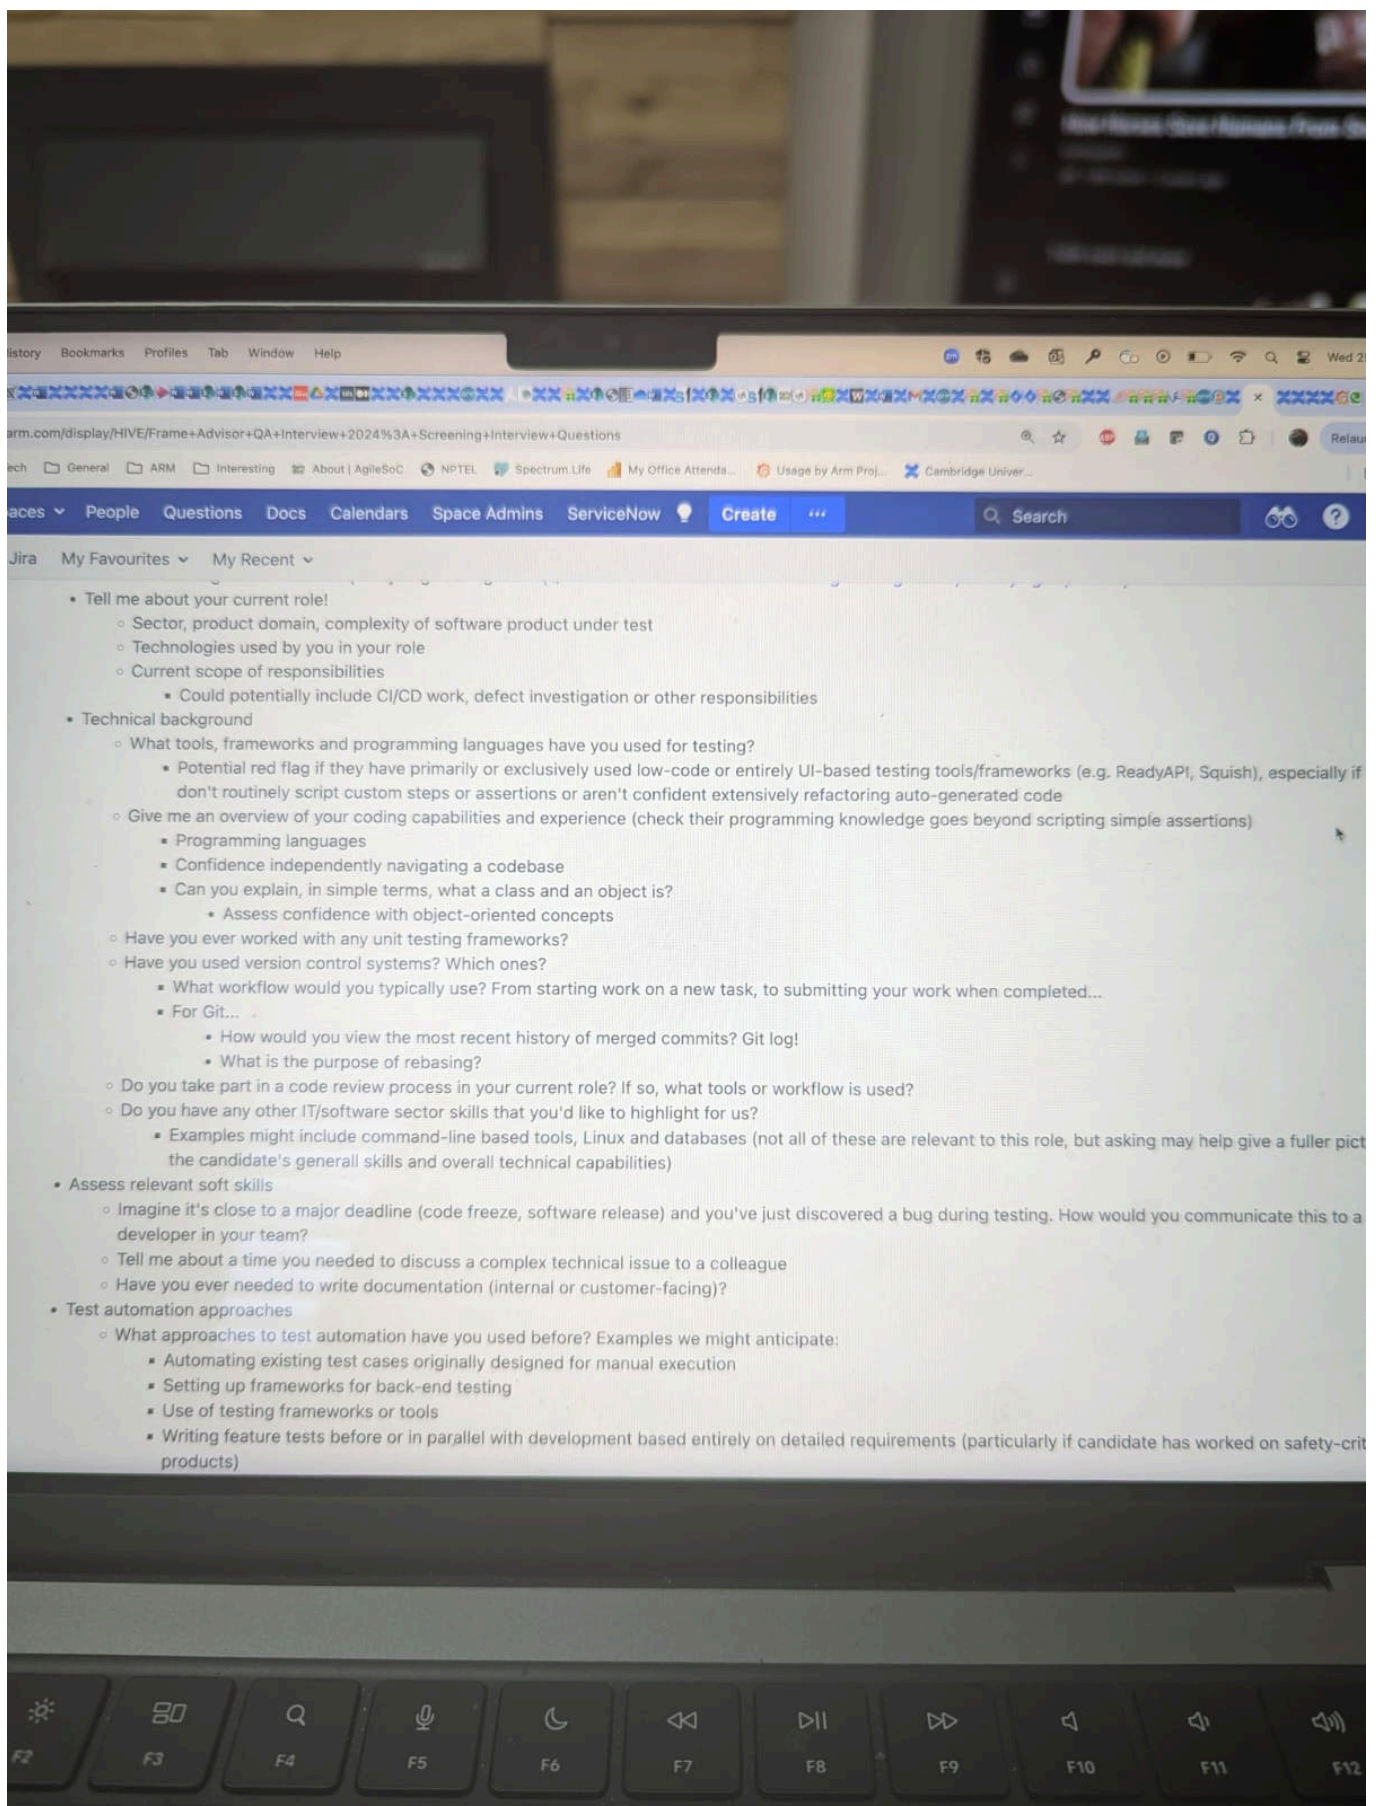 History Bookmarks Profiles Tab Window Help Wed 2
arm.com/display/HIVE/Frame+Advisor+QA+Interview+2024%3A+Screening+Interview+Questions Relau
ech General ARM Interesting About | AgileSoC NPTEL Spectrum.Life My Office Attenda... Usage by Arm Proj... Cambridge Univer...
aces People Questions Docs Calendars Space Admins ServiceNow Create ... Search ?
Jira My Favourites My Recent
• Tell me about your current role!
◦ Sector, product domain, complexity of software product under test
◦ Technologies used by you in your role
◦ Current scope of responsibilities
▪ Could potentially include CI/CD work, defect investigation or other responsibilities
• Technical background
◦ What tools, frameworks and programming languages have you used for testing?
▪ Potential red flag if they have primarily or exclusively used low-code or entirely UI-based testing tools/frameworks (e.g. ReadyAPI, Squish), especially if
don't routinely script custom steps or assertions or aren't confident extensively refactoring auto-generated code
◦ Give me an overview of your coding capabilities and experience (check their programming knowledge goes beyond scripting simple assertions)
▪ Programming languages
▪ Confidence independently navigating a codebase
▪ Can you explain, in simple terms, what a class and an object is?
• Assess confidence with object-oriented concepts
◦ Have you ever worked with any unit testing frameworks?
◦ Have you used version control systems? Which ones?
▪ What workflow would you typically use? From starting work on a new task, to submitting your work when completed...
▪ For Git...
• How would you view the most recent history of merged commits? Git log!
• What is the purpose of rebasing?
◦ Do you take part in a code review process in your current role? If so, what tools or workflow is used?
◦ Do you have any other IT/software sector skills that you'd like to highlight for us?
▪ Examples might include command-line based tools, Linux and databases (not all of these are relevant to this role, but asking may help give a fuller pict
the candidate's generall skills and overall technical capabilities)
• Assess relevant soft skills
◦ Imagine it's close to a major deadline (code freeze, software release) and you've just discovered a bug during testing. How would you communicate this to a
developer in your team?
◦ Tell me about a time you needed to discuss a complex technical issue to a colleague
◦ Have you ever needed to write documentation (internal or customer-facing)?
• Test automation approaches
◦ What approaches to test automation have you used before? Examples we might anticipate:
▪ Automating existing test cases originally designed for manual execution
▪ Setting up frameworks for back-end testing
▪ Use of testing frameworks or tools
▪ Writing feature tests before or in parallel with development based entirely on detailed requirements (particularly if candidate has worked on safety-crit
products)
F2 F3 F4 F5 F6 F7 F8 F9 F10 F11 F12